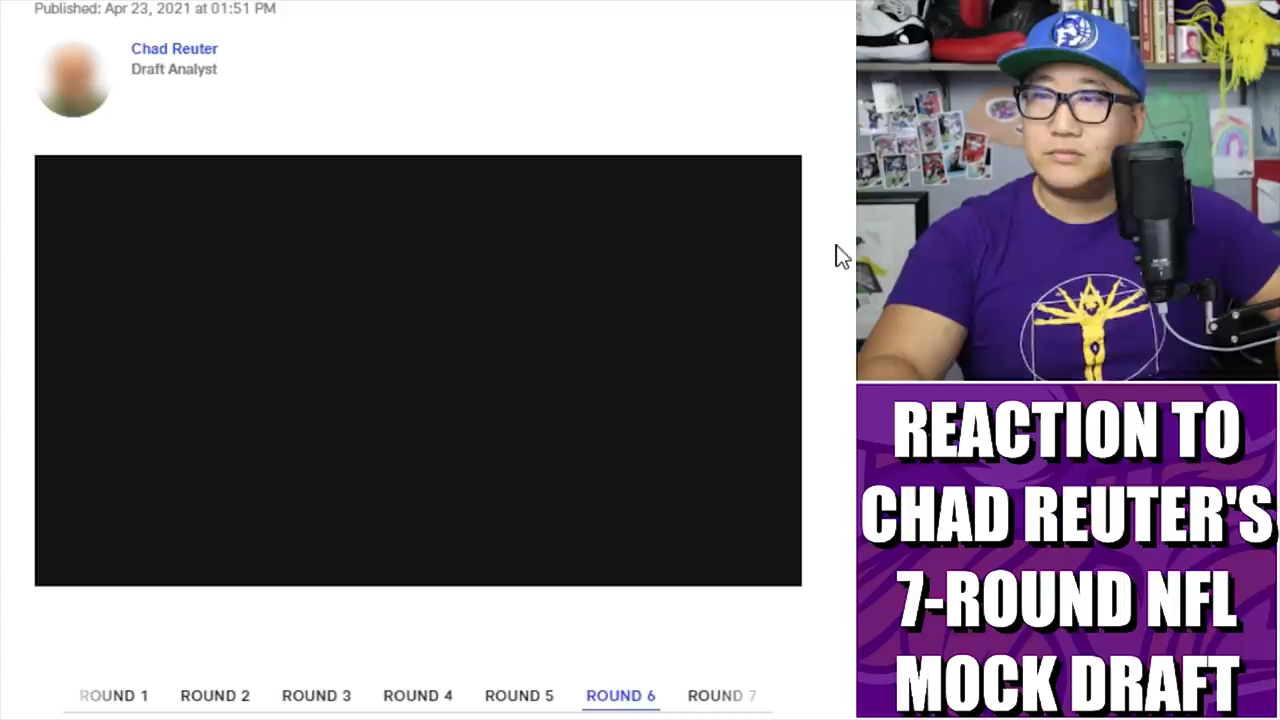 Published: Apr 23, 2021 at 01:51 PM
Chad Reuter
Draft Analyst
ROUND 1
ROUND 2
ROUND 3
ROUND 4
ROUND 5
ROUND 6
ROUND 7
REACTION TO
CHAD REUTER'S
7-ROUND NFL
MOCK DRAFT